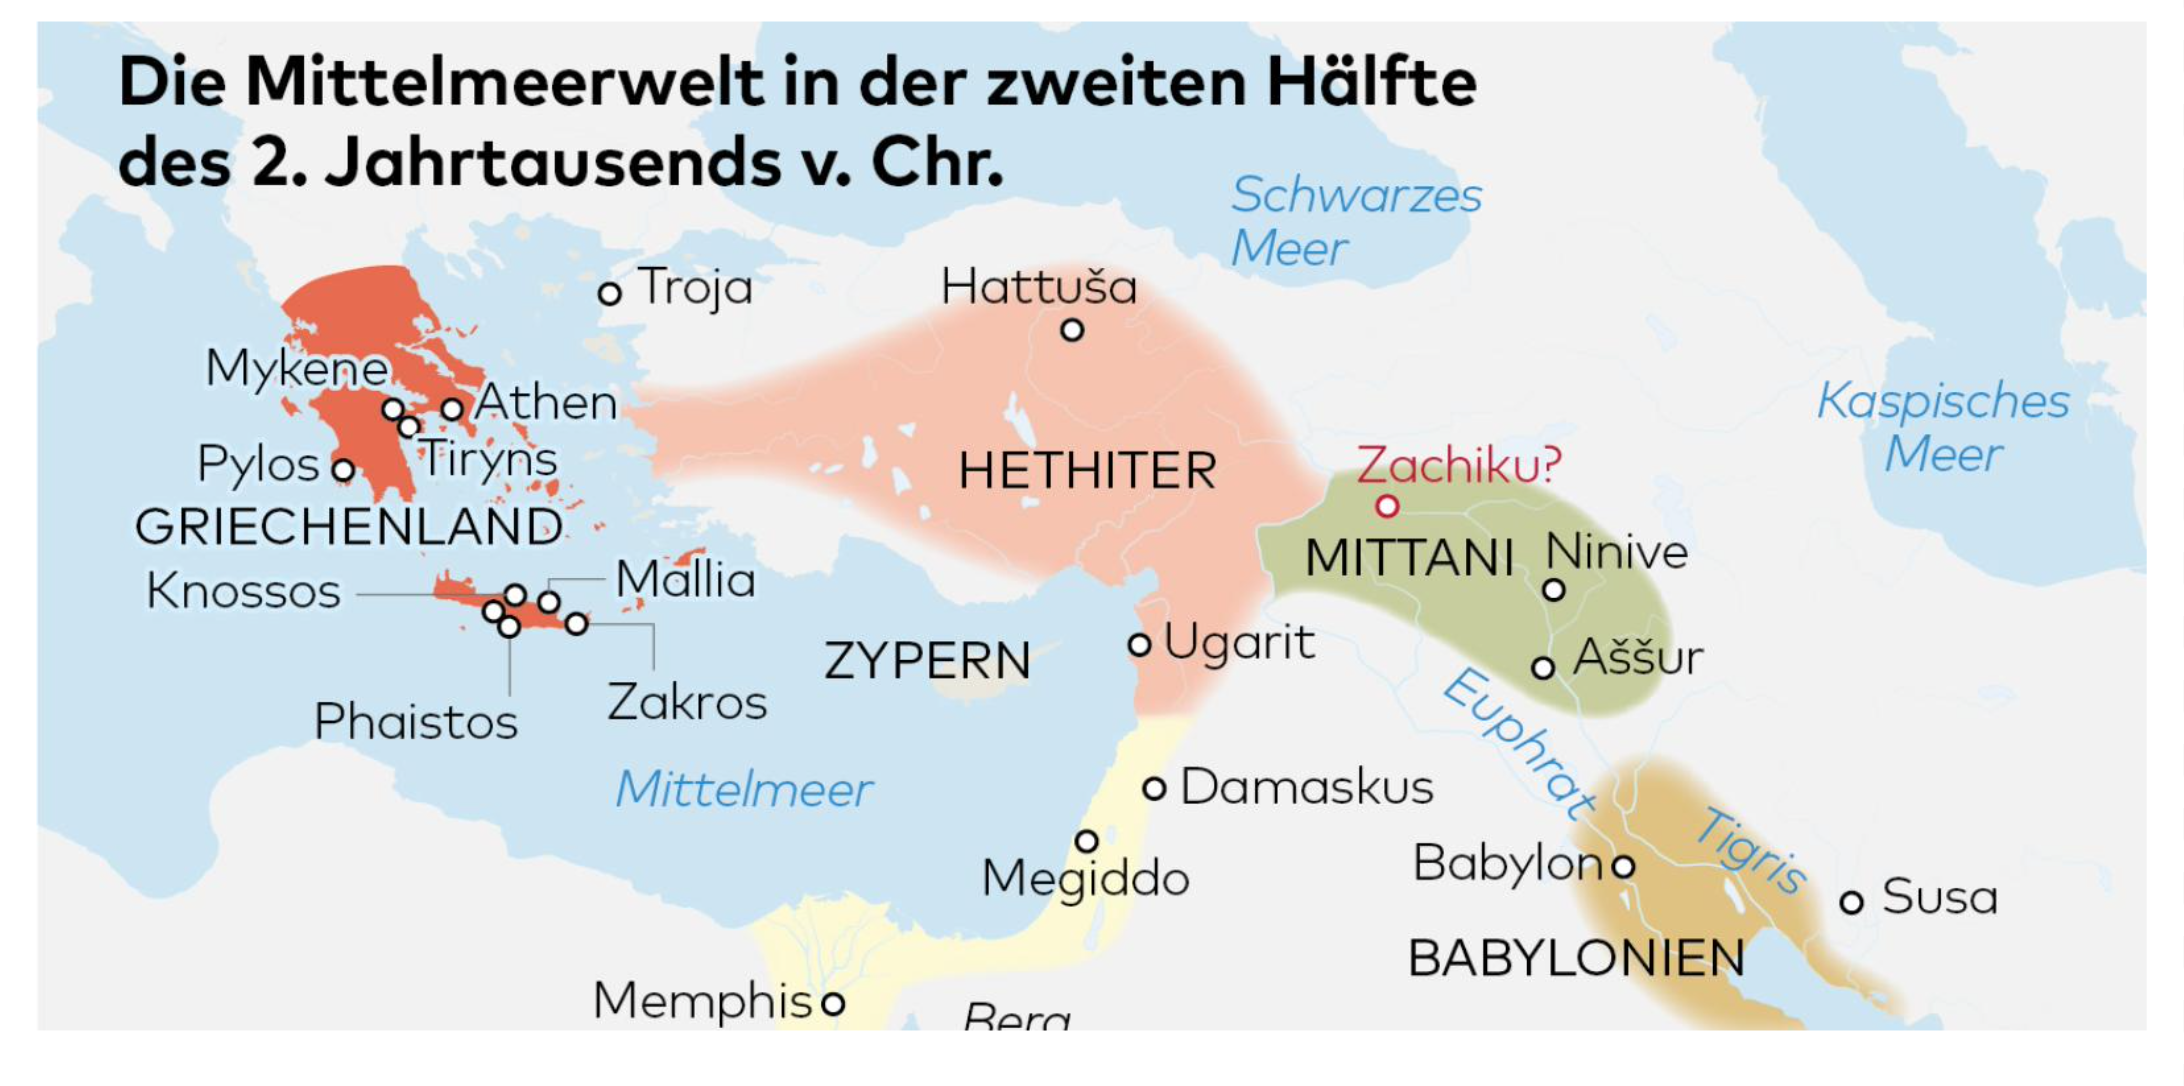 Die Mittelmeerwelt in der zweiten Hälfte
des 2. Jahrtausends v. Chr.
Schwarzes
Meer
Troja
Hattuša
Mykene
Athen
Kaspisches
Meer
Pylos
Tiryns
HETHITER
Zachiku?
GRIECHENLAND
MITTANI
Ninive
Knossos
Mallia
ZYPERN
Ugarit
Aššur
Phaistos
Zakros
Euphrat
Mittelmeer
Damaskus
Tigris
Megiddo
Babylon
Susa
BABYLONIEN
Memphis
Berg